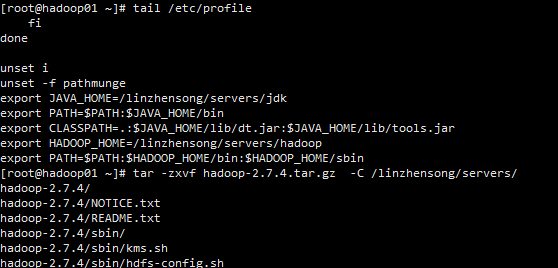 [root@hadoop01 ~]# tail /etc/profile
    fi
done

unset i
unset -f pathmunge
export JAVA_HOME=/linzhensong/servers/jdk
export PATH=$PATH:$JAVA_HOME/bin
export CLASSPATH=.:$JAVA_HOME/lib/dt.jar:$JAVA_HOME/lib/tools.jar
export HADOOP_HOME=/linzhensong/servers/hadoop
export PATH=$PATH:$HADOOP_HOME/bin:$HADOOP_HOME/sbin
[root@hadoop01 ~]# tar -zxvf hadoop-2.7.4.tar.gz  -C /linzhensong/servers/
hadoop-2.7.4/
hadoop-2.7.4/NOTICE.txt
hadoop-2.7.4/README.txt
hadoop-2.7.4/sbin/
hadoop-2.7.4/sbin/kms.sh
hadoop-2.7.4/sbin/hdfs-config.sh